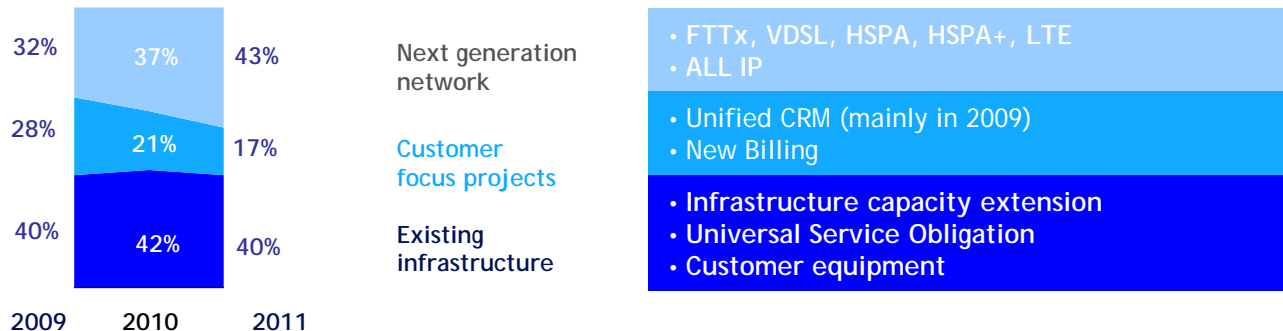 32%
37%
43%
Next generation
network
• FTTx, VDSL, HSPA, HSPA+, LTE
• ALL IP
28%
21%
17%
Customer
focus projects
• Unified CRM (mainly in 2009)
• New Billing
40%
42%
40%
Existing
infrastructure
• Infrastructure capacity extension
• Universal Service Obligation
• Customer equipment
2009 2010 2011